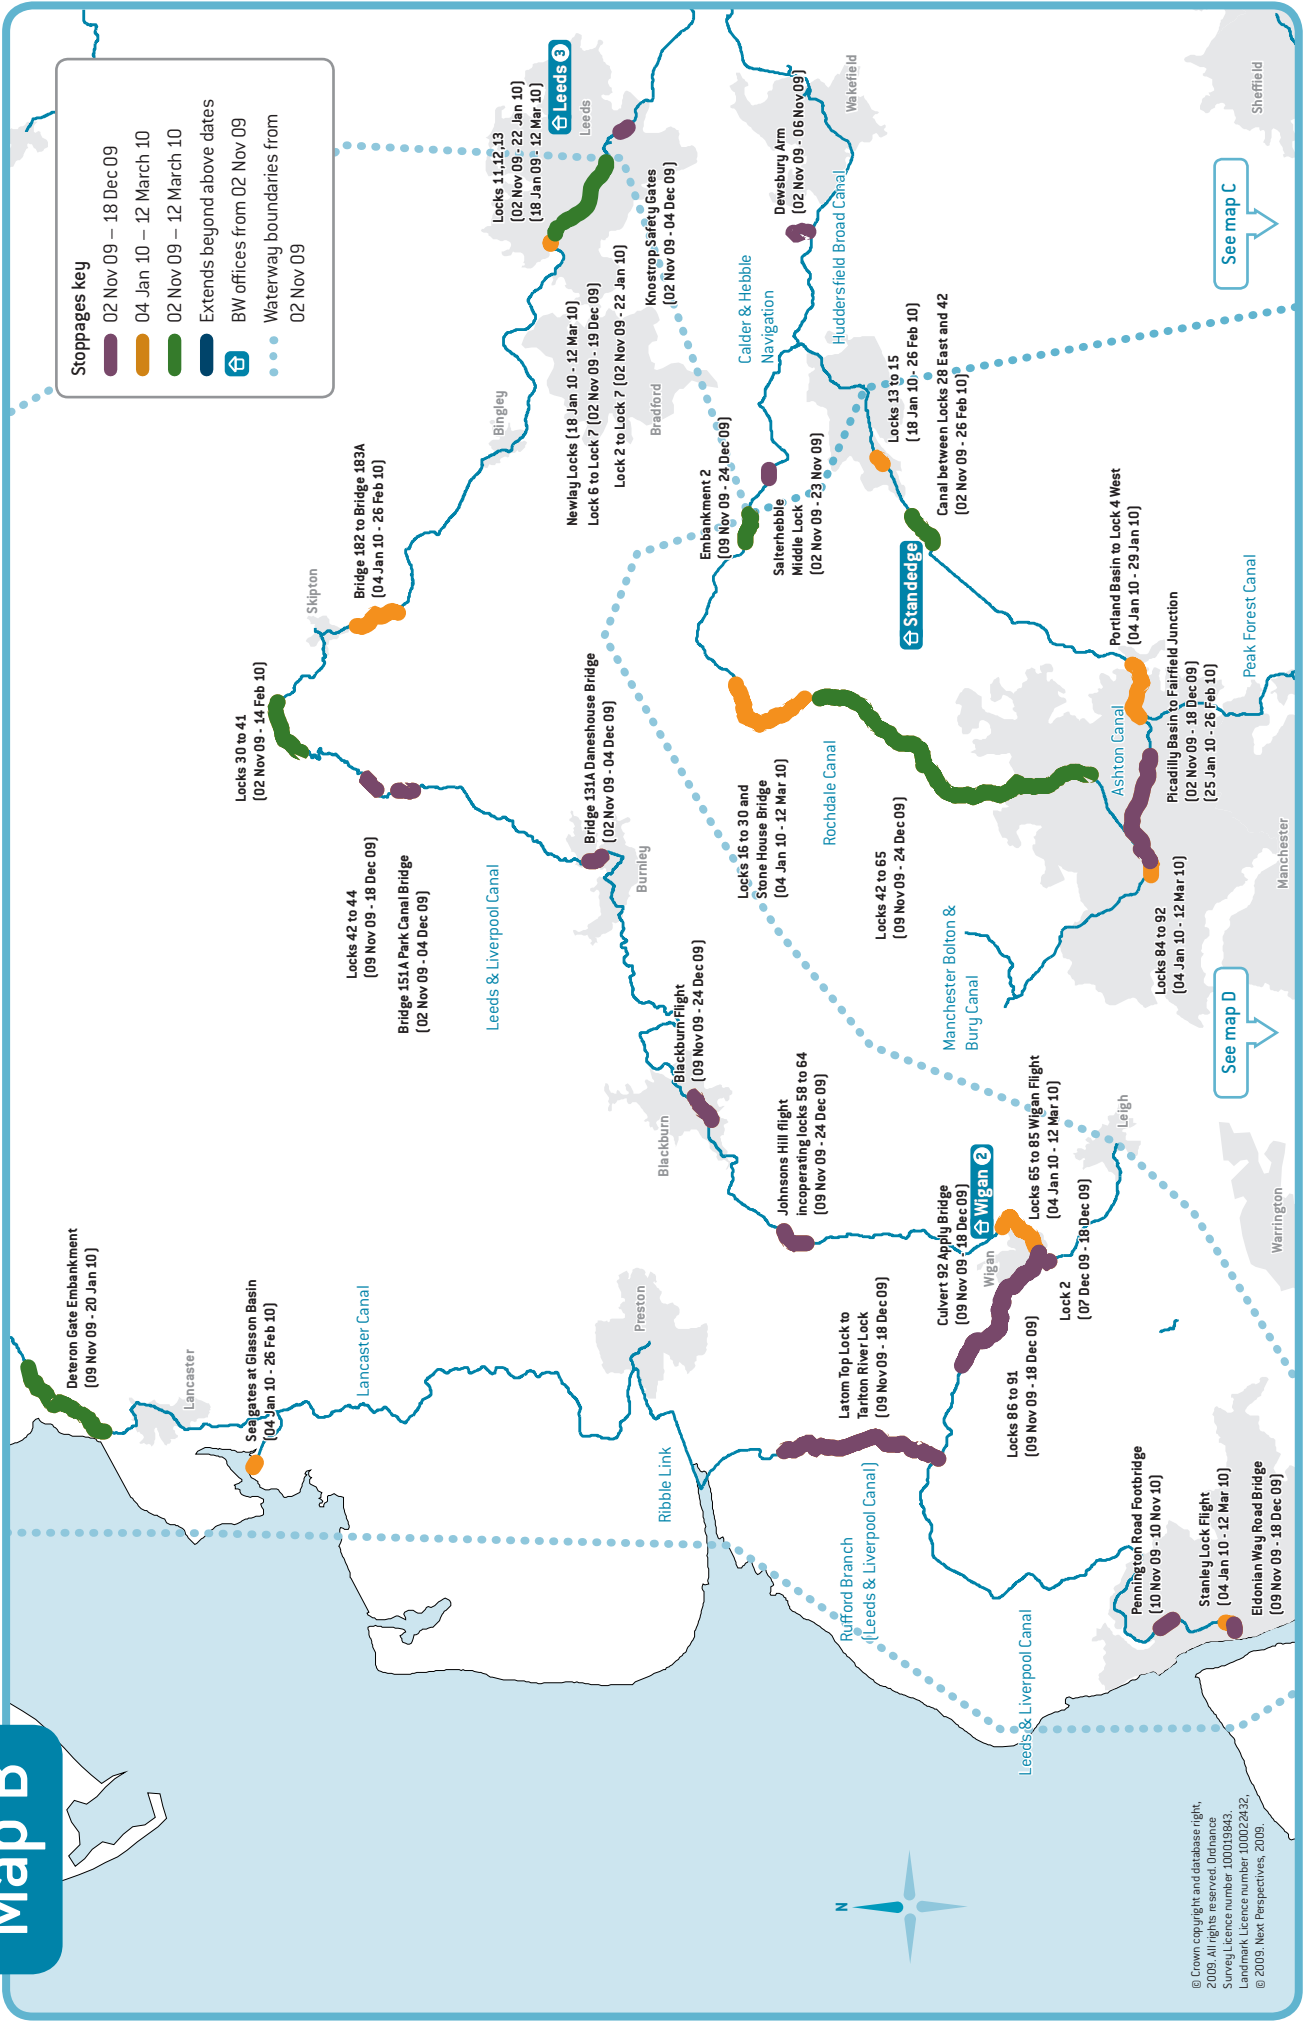 Map B
Stoppages key
02 Nov 09 – 18 Dec 09
04 Jan 10 – 12 March 10
02 Nov 09 – 12 March 10
Extends beyond above dates
BW offices from 02 Nov 09
Waterway boundaries from
02 Nov 09
Deteron Gate Embankment
(09 Nov 09 - 20 Jan 10)
Lancaster
Sea gates at Glasson Basin
(04 Jan 10 - 26 Feb 10)
Lancaster Canal
Preston
Ribble Link
Locks 30 to 41
(02 Nov 09 - 14 Feb 10)
Skipton
Bridge 182 to Bridge 183A
(04 Jan 10 - 26 Feb 10)
Locks 42 to 44
(09 Nov 09 - 18 Dec 09)
Bridge 151A Park Canal Bridge
(02 Nov 09 - 04 Dec 09)
Leeds & Liverpool Canal
Bingley
Locks 11,12,13
(02 Nov 09 - 22 Jan 10)
(18 Jan 09 - 12 Mar 10)
Leeds 3
Leeds
Newlay Locks (18 Jan 10 - 12 Mar 10)
Lock 6 to Lock 7 (02 Nov 09 - 19 Dec 09)
Lock 2 to Lock 7 (02 Nov 09 - 22 Jan 10)
Knostrop Safety Gates
(02 Nov 09 - 04 Dec 09)
Bradford
Bridge 131A Daneshouse Bridge
(02 Nov 09 - 04 Dec 09)
Burnley
Blackburn Flight
(09 Nov 09 - 24 Dec 09)
Blackburn
Embankment 2
(09 Nov 09 - 24 Dec 09)
Calder & Hebble
Navigation
Dewsbury Arm
(02 Nov 09 - 06 Nov 09)
Wakefield
Huddersfield Broad Canal
Salterhebble
Middle Lock
(02 Nov 09 - 23 Nov 09)
Locks 16 to 30 and
Stone House Bridge
(04 Jan 10 - 12 Mar 10)
Rochdale Canal
Johnsons Hill flight
incoperating locks 58 to 64
(09 Nov 09 - 24 Dec 09)
Latom Top Lock to
Tarlton River Lock
(09 Nov 09 - 18 Dec 09)
Rufford Branch
(Leeds & Liverpool Canal)
Locks 42 to 65
(09 Nov 09 - 24 Dec 09)
Locks 13 to 15
(18 Jan 10 - 26 Feb 10)
Canal between Locks 28 East and 42
(02 Nov 09 - 26 Feb 10)
Standedge
Manchester Bolton &
Bury Canal
Culvert 92 Apply Bridge
(09 Nov 09 - 18 Dec 09)
Wigan 2
Wigan
Locks 65 to 85 Wigan Flight
(04 Jan 10 - 12 Mar 10)
Lock 2
(07 Dec 09 - 18 Dec 09)
Locks 86 to 91
(09 Nov 09 - 18 Dec 09)
Leeds & Liverpool Canal
Leigh
Portland Basin to Lock 4 West
(04 Jan 10 - 29 Jan 10)
Ashton Canal
Picadilly Basin to Fairfield Junction
(02 Nov 09 - 18 Dec 09)
(25 Jan 10 - 26 Feb 10)
Locks 84 to 92
(04 Jan 10 - 12 Mar 10)
Peak Forest Canal
Manchester
Pennington Road Footbridge
(10 Nov 09 - 10 Nov 10)
Stanley Lock Flight
(04 Jan 10 - 12 Mar 10)
Eldonian Way Road Bridge
(09 Nov 09 - 18 Dec 09)
Warrington
Sheffield
See map C
See map D
N
© Crown copyright and database right,
2009. All rights reserved. Ordnance
Survey Licence number 100019843.
Landmark Licence number 100022432,
© 2009. Next Perspectives, 2009.